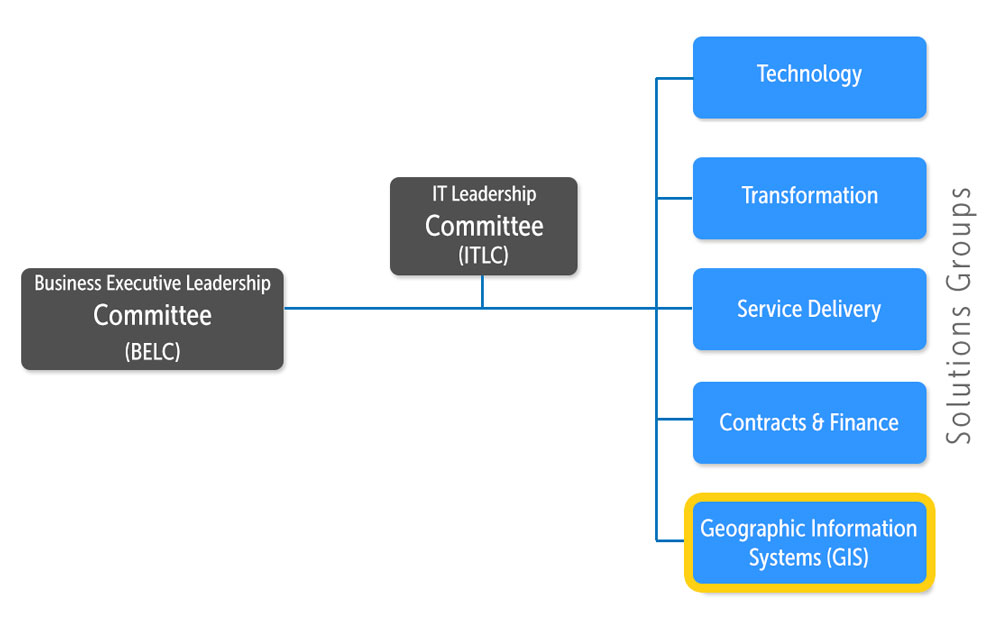 Business Executive Leadership
Committee
(BELC)
IT Leadership
Committee
(ITLC)
Technology
Transformation
Service Delivery
Contracts & Finance
Geographic Information
Systems (GIS)
Solutions Groups